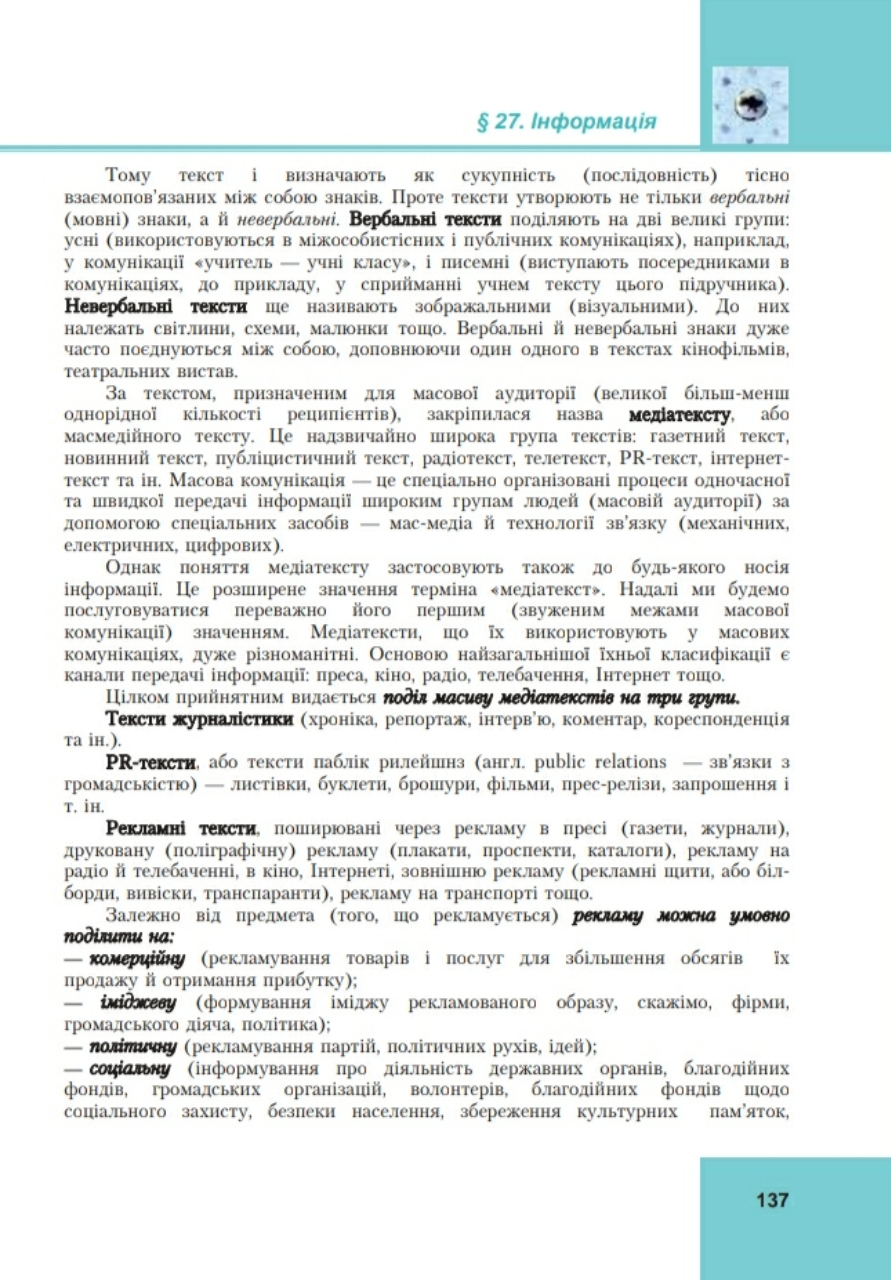 § 27. Інформація
Тому текст і визначають як сукупність (послідовність) тісно
взаємопов’язаних між собою знаків. Проте тексти утворюють не тільки вербальні
(мовні) знаки, а й невербальні. Вербальні тексти поділяють на дві великі групи:
усні (використовуються в міжособистісних і публічних комунікаціях), наприклад,
у комунікації «учитель — учні класу», і писемні (виступають посередниками в
комунікаціях, до прикладу, у сприйманні учнем тексту цього підручника).
Невербальні тексти ще називають зображальними (візуальними). До них
належать світлини, схеми, малюнки тощо. Вербальні й невербальні знаки дуже
часто поєднуються між собою, доповнюючи один одного в текстах кінофільмів,
театральних вистав.
За текстом, призначеним для масової аудиторії (великої більш-менш
однорідної кількості реципієнтів), закріпилася назва медіатексту, або
масмедійного тексту. Це надзвичайно широка група текстів: газетний текст,
новинний текст, публіцистичний текст, радіотекст, телетекст, PR-текст, інтернет-
текст та ін. Масова комунікація — це спеціально організовані процеси одночасної
та швидкої передачі інформації широким групам людей (масовій аудиторії) за
допомогою спеціальних засобів — мас-медіа й технології зв’язку (механічних,
електричних, цифрових).
Однак поняття медіатексту застосовують також до будь-якого носія
інформації. Це розширене значення терміна «медіатекст». Надалі ми будемо
послуговуватися переважно його першим (звуженим межами масової
комунікації) значенням. Медіатексти, що їх використовують у масових
комунікаціях, дуже різноманітні. Основою найзагальнішої їхньої класифікації є
канали передачі інформації: преса, кіно, радіо, телебачення, Інтернет тощо.
Цілком прийнятним видається поділ масиву медіатекстів на три групи.
Тексти журналістики (хроніка, репортаж, інтерв’ю, коментар, кореспонденція
та ін.).
PR-тексти, або тексти паблік рилейшнз (англ. public relations — зв’язки з
громадськістю) — листівки, буклети, брошури, фільми, прес-релізи, запрошення і
т. ін.
Рекламні тексти, поширювані через рекламу в пресі (газети, журнали),
друковану (поліграфічну) рекламу (плакати, проспекти, каталоги), рекламу на
радіо й телебаченні, в кіно, Інтернеті, зовнішню рекламу (рекламні щити, або біл-
борди, вивіски, транспаранти), рекламу на транспорті тощо.
Залежно від предмета (того, що рекламується) рекламу можна умовно
поділити на:
— комерційну (рекламування товарів і послуг для збільшення обсягів їх
продажу й отримання прибутку);
— іміджеву (формування іміджу рекламованого образу, скажімо, фірми,
громадського діяча, політика);
— політичну (рекламування партій, політичних рухів, ідей);
— соціальну (інформування про діяльність державних органів, благодійних
фондів, громадських організацій, волонтерів, благодійних фондів щодо
соціального захисту, безпеки населення, збереження культурних пам’яток,
137